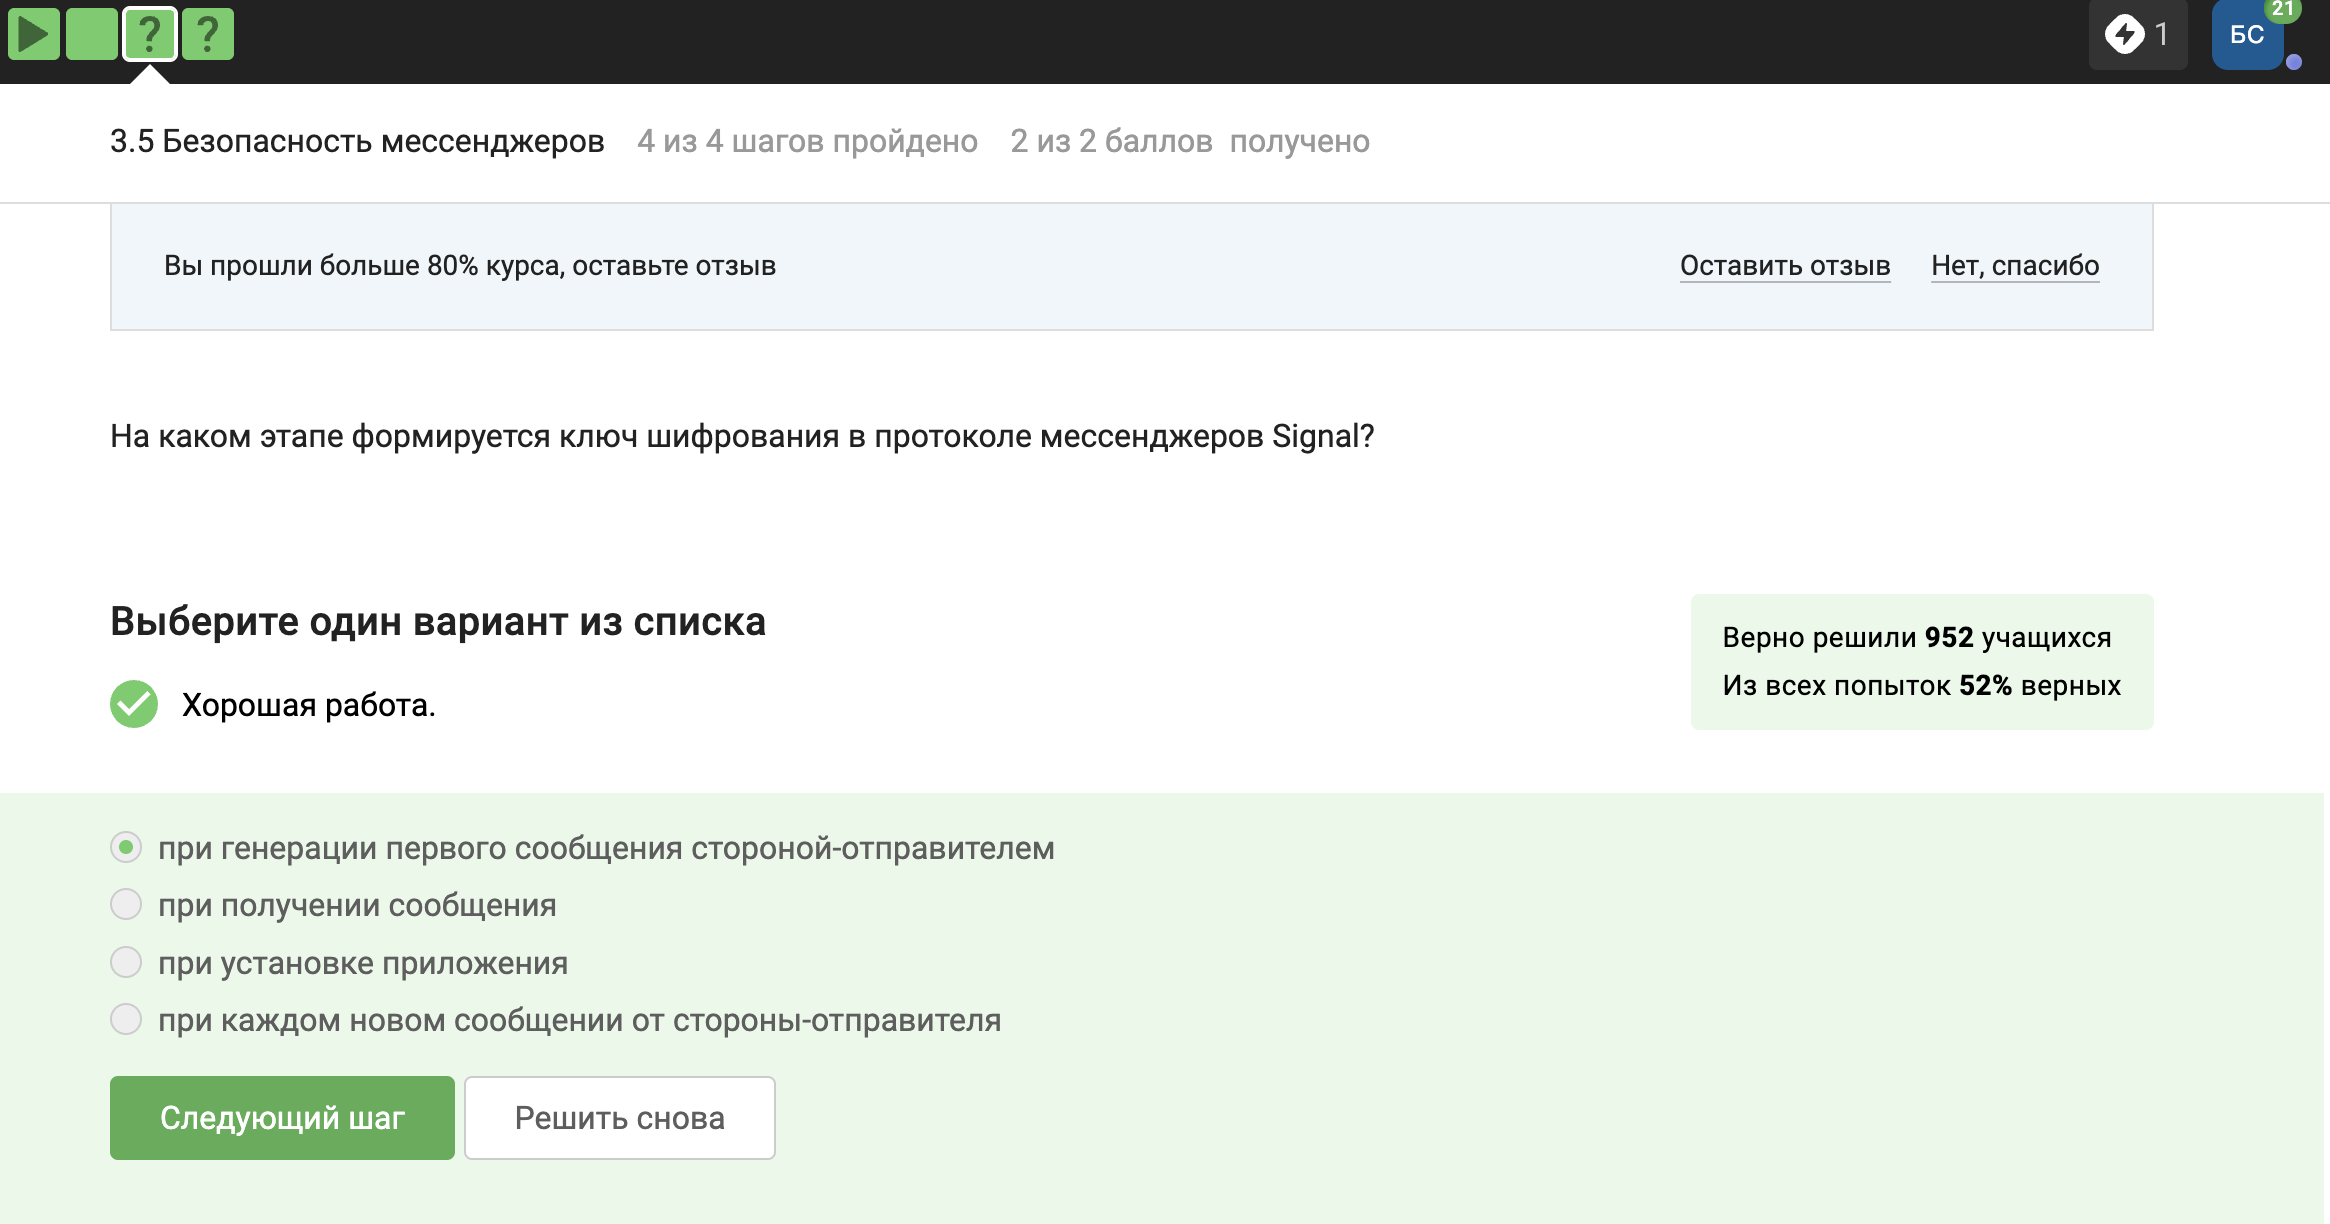 ? ?
1
БС
21
3.5 Безопасность мессенджеров 4 из 4 шагов пройдено 2 из 2 баллов получено
Вы прошли больше 80% курса, оставьте отзыв
Оставить отзыв Нет, спасибо
На каком этапе формируется ключ шифрования в протоколе мессенджеров Signal?
Выберите один вариант из списка
Хорошая работа.
Верно решили 952 учащихся
Из всех попыток 52% верных
при генерации первого сообщения стороной-отправителем
при получении сообщения
при установке приложения
при каждом новом сообщении от стороны-отправителя
Следующий шаг
Решить снова